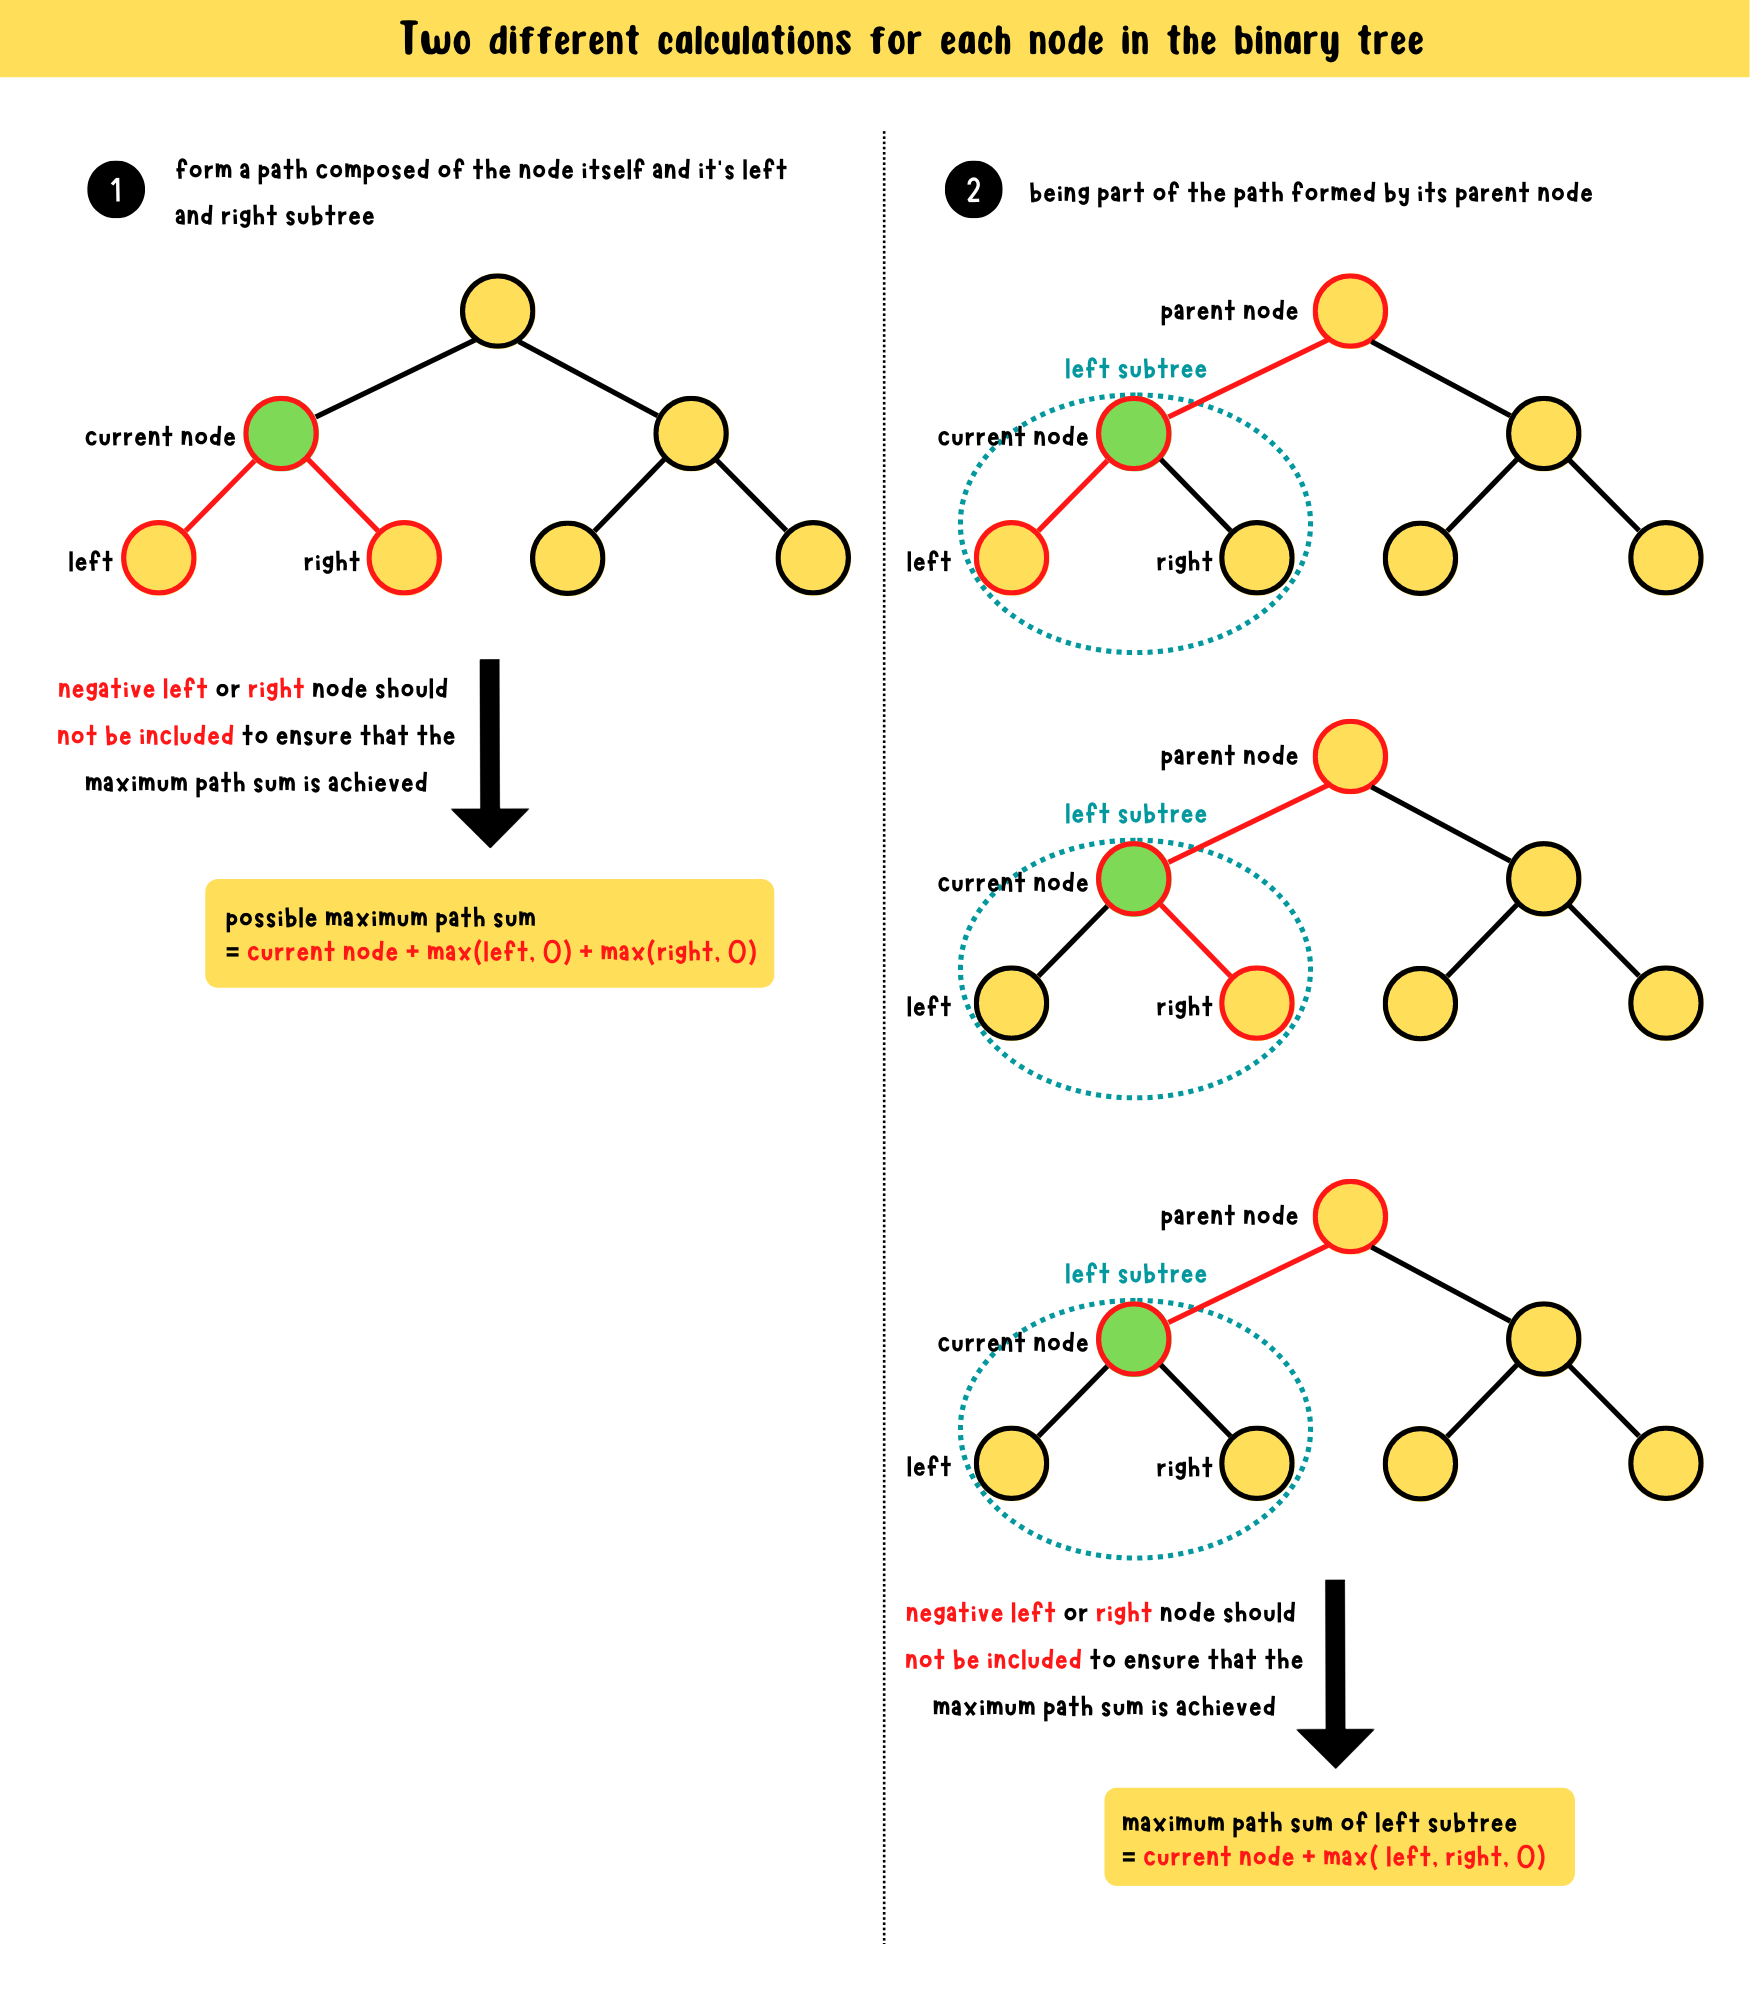 Two different calculations for each node in the binary tree
1
form a path composed of the node itself and it's left
and right subtree
current node
left
right
negative left or right node should
not be included to ensure that the
maximum path sum is achieved
possible maximum path sum
= current node + max(left, 0) + max(right, 0)
2
being part of the path formed by its parent node
parent node
left subtree
current node
left
right
parent node
left subtree
current node
left
right
parent node
left subtree
current node
left
right
negative left or right node should
not be included to ensure that the
maximum path sum is achieved
maximum path sum of left subtree
= current node + max( left, right, 0)